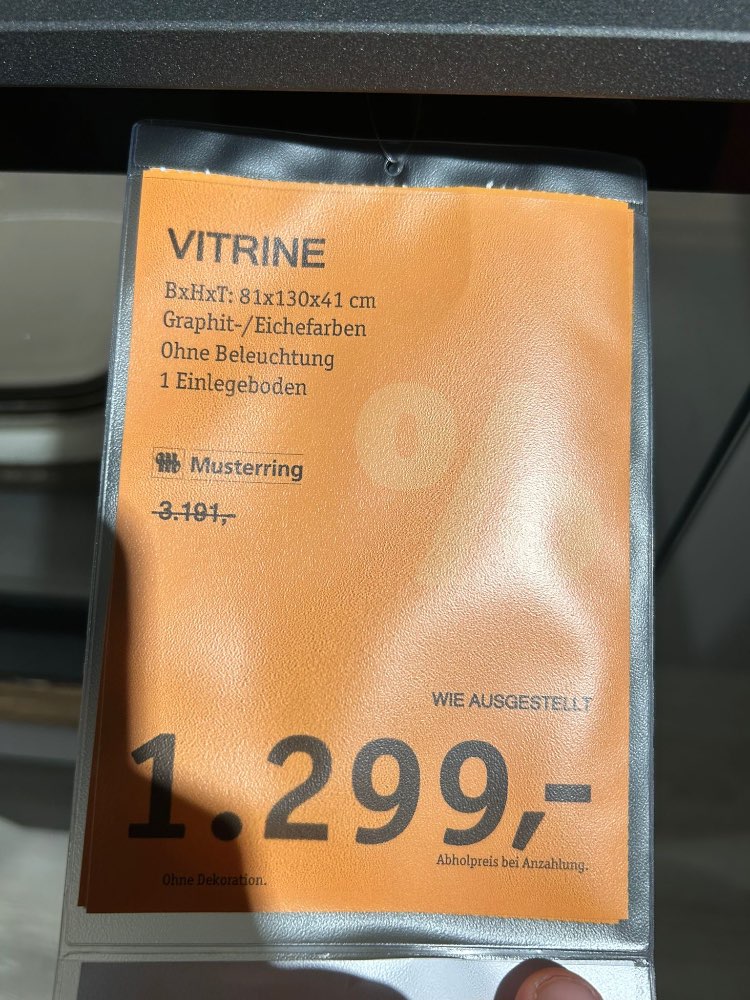 VITRINE
BxHxT: 81x130x41 cm
Graphit-/Eichefarben
Ohne Beleuchtung
1 Einlegeboden
Musterring
3.191,-
WIE AUSGESTELLT
1.299,-
Abholpreis bei Anzahlung.
Ohne Dekoration.